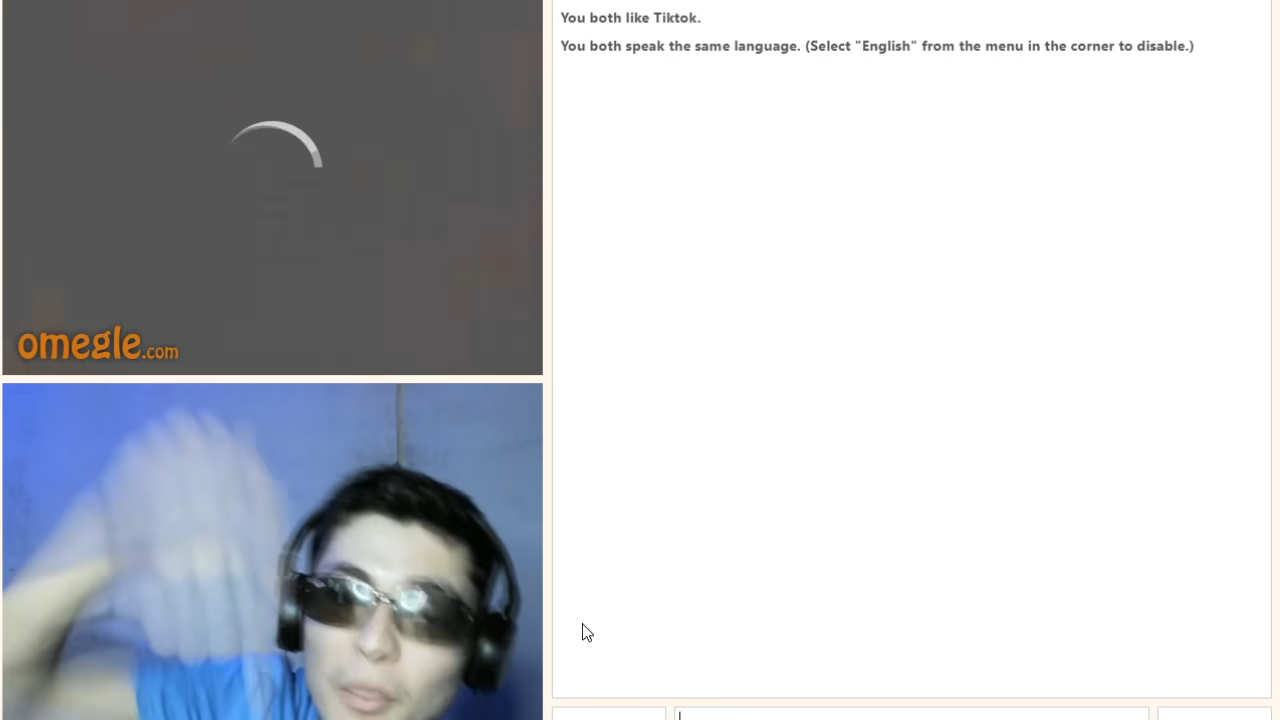 You both like Tiktok.
You both speak the same language. (Select "English" from the menu in the corner to disable.)
omegle.com